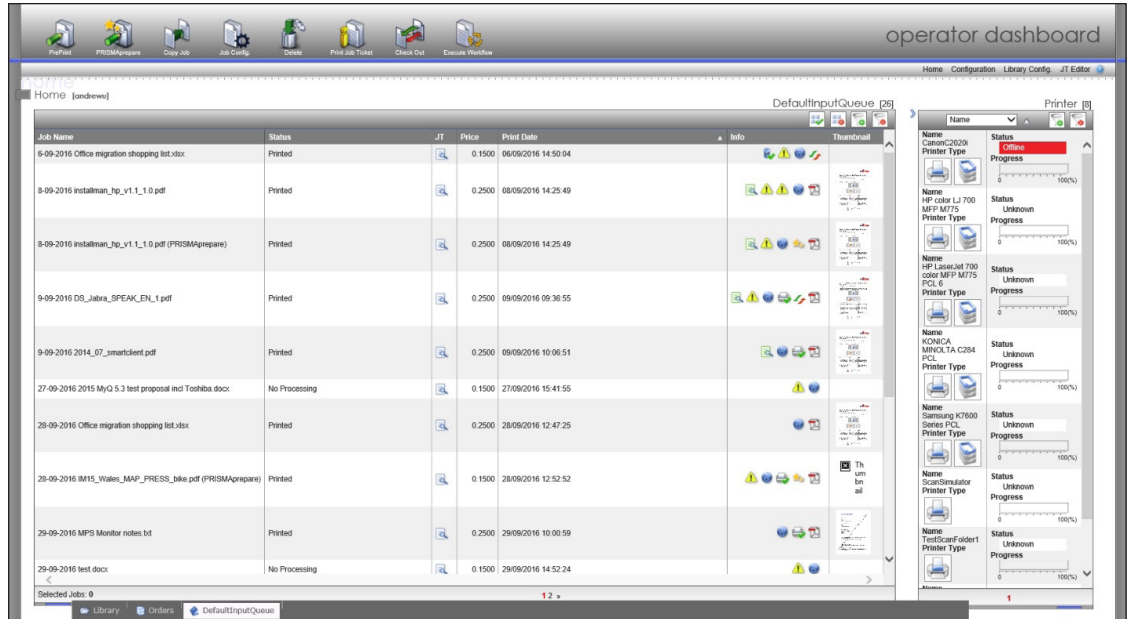 PrePrint PRISMAprepare Copy Job Job Config. Delete Print Job Ticket Check Out Execute Workflow
operator dashboard
Home Configuration Library Config. JT Editor
home
Home [andrewu]
DefaultInputQueue [26]
Job Name Status JT Price Print Date Info Thumbnail
6-09-2016 Office migration shopping list.xlsx Printed 0.1500 06/09/2016 14:50:04
8-09-2016 installman_hp_v1.1_1.0.pdf Printed 0.2500 08/09/2016 14:25:49
8-09-2016 installman_hp_v1.1_1.0.pdf (PRISMAprepare) Printed 0.2500 08/09/2016 14:25:49
9-09-2016 DS_Jabra_SPEAK_EN_1.pdf Printed 0.2500 09/09/2016 09:36:55
9-09-2016 2014_07_smartclient.pdf Printed 0.2500 09/09/2016 10:06:51
27-09-2016 2015 MyQ 5.3 test proposal incl Toshiba.docx No Processing 0.1500 27/09/2016 15:41:55
28-09-2016 Office migration shopping list.xlsx Printed 0.2500 28/09/2016 12:47:25
28-09-2016 IM15_Wales_MAP_PRESS_bike.pdf (PRISMAprepare) Printed 0.1500 28/09/2016 12:52:52
Th
um
bn
ail
29-09-2016 MPS Monitor notes.txt Printed 0.2500 29/09/2016 10:00:59
29-09-2016 test.docx No Processing 0.1500 29/09/2016 14:52:24
Selected Jobs: 0
1 2 »
Library Orders DefaultInputQueue
Printer [8]
Name
Name
CanonC2020i
Printer Type
Status
Offline
Progress
0 100(%)
Name
HP color LJ 700
MFP M775
Printer Type
Status
Unknown
Progress
0 100(%)
Name
HP LaserJet 700
color MFP M775
PCL 6
Printer Type
Status
Unknown
Progress
0 100(%)
Name
KONICA
MINOLTA C284
PCL
Printer Type
Status
Unknown
Progress
0 100(%)
Name
Samsung K7600
Series PCL
Printer Type
Status
Unknown
Progress
0 100(%)
Name
ScanSimulator
Printer Type
Status
Unknown
Progress
0 100(%)
Name
TestScanFolder1
Printer Type
Status
Unknown
Progress
0 100(%)
Name
1